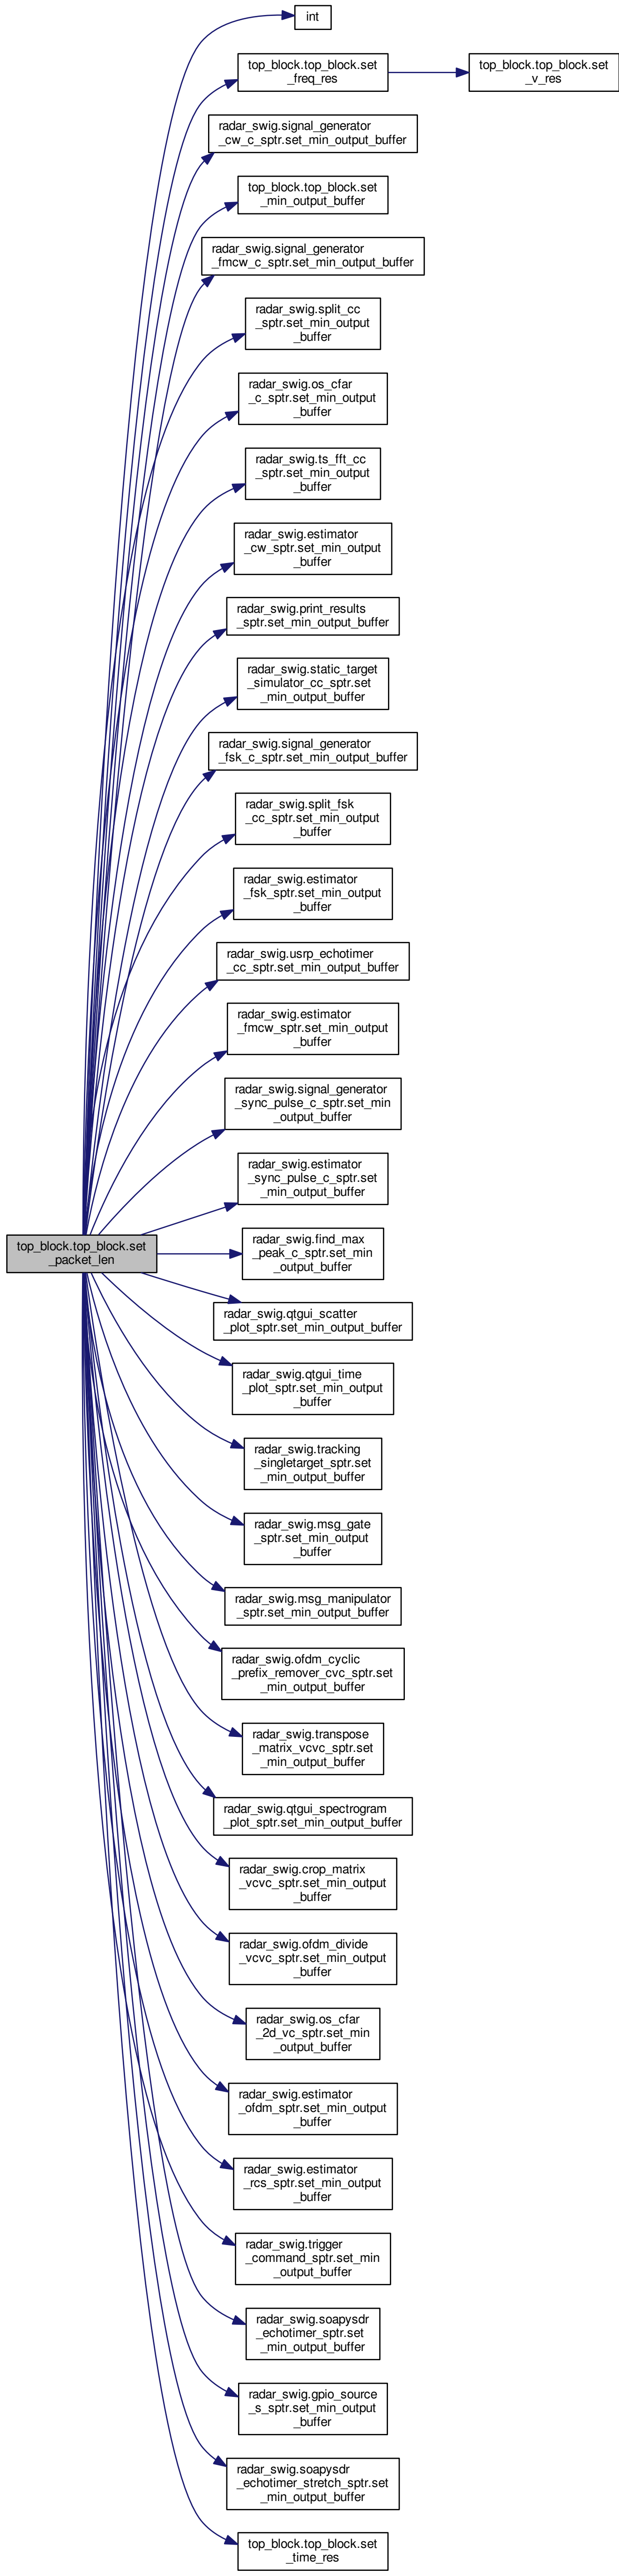 int
top_block.top_block.set
_freq_res
top_block.top_block.set
_v_res
radar_swig.signal_generator
_cw_c_sptr.set_min_output_buffer
top_block.top_block.set
_min_output_buffer
radar_swig.signal_generator
_fmcw_c_sptr.set_min_output_buffer
radar_swig.split_cc
_sptr.set_min_output
_buffer
radar_swig.os_cfar
_c_sptr.set_min_output
_buffer
radar_swig.ts_fft_cc
_sptr.set_min_output
_buffer
radar_swig.estimator
_cw_sptr.set_min_output
_buffer
radar_swig.print_results
_sptr.set_min_output_buffer
radar_swig.static_target
_simulator_cc_sptr.set
_min_output_buffer
radar_swig.signal_generator
_fsk_c_sptr.set_min_output_buffer
radar_swig.split_fsk
_cc_sptr.set_min_output
_buffer
radar_swig.estimator
_fsk_sptr.set_min_output
_buffer
radar_swig.usrp_echotimer
_cc_sptr.set_min_output_buffer
radar_swig.estimator
_fmcw_sptr.set_min_output
_buffer
radar_swig.signal_generator
_sync_pulse_c_sptr.set_min
_output_buffer
radar_swig.estimator
_sync_pulse_c_sptr.set
_min_output_buffer
top_block.top_block.set
_packet_len
radar_swig.find_max
_peak_c_sptr.set_min
_output_buffer
radar_swig.qtgui_scatter
_plot_sptr.set_min_output_buffer
radar_swig.qtgui_time
_plot_sptr.set_min_output
_buffer
radar_swig.tracking
_singletarget_sptr.set
_min_output_buffer
radar_swig.msg_gate
_sptr.set_min_output
_buffer
radar_swig.msg_manipulator
_sptr.set_min_output_buffer
radar_swig.ofdm_cyclic
_prefix_remover_cvc_sptr.set
_min_output_buffer
radar_swig.transpose
_matrix_vcvc_sptr.set
_min_output_buffer
radar_swig.qtgui_spectrogram
_plot_sptr.set_min_output_buffer
radar_swig.crop_matrix
_vcvc_sptr.set_min_output
_buffer
radar_swig.ofdm_divide
_vcvc_sptr.set_min_output
_buffer
radar_swig.os_cfar
_2d_vc_sptr.set_min
_output_buffer
radar_swig.estimator
_ofdm_sptr.set_min_output
_buffer
radar_swig.estimator
_rcs_sptr.set_min_output
_buffer
radar_swig.trigger
_command_sptr.set_min
_output_buffer
radar_swig.soapysdr
_echotimer_sptr.set
_min_output_buffer
radar_swig.gpio_source
_s_sptr.set_min_output
_buffer
radar_swig.soapysdr
_echotimer_stretch_sptr.set
_min_output_buffer
top_block.top_block.set
_time_res